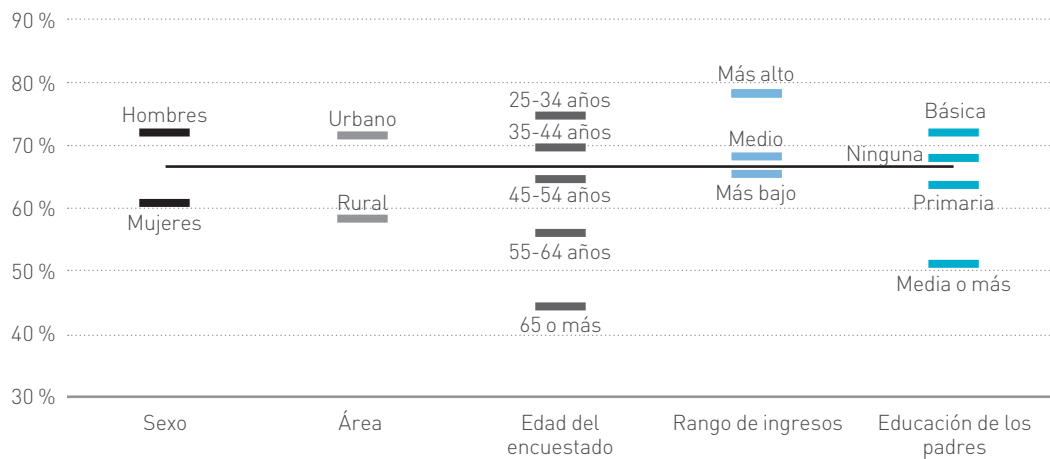 90 %
80 %
70 %
60 %
50 %
40 %
30 %
Hombres
Mujeres
Urbano
Rural
25-34 años
35-44 años
45-54 años
55-64 años
65 o más
Más alto
Medio
Más bajo
Básica
Ninguna
Primaria
Media o más
Sexo
Área
Edad del
encuestado
Rango de ingresos
Educación de los
padres